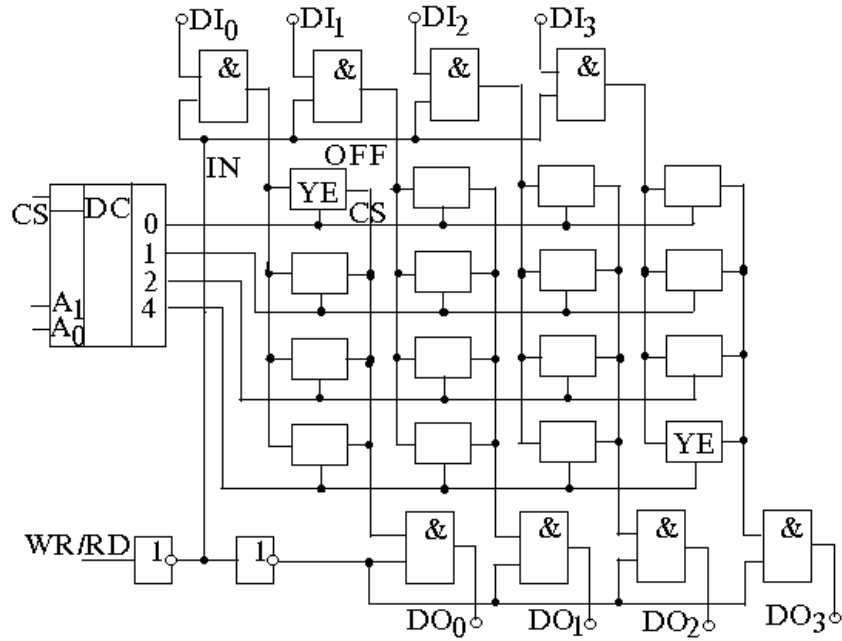 DI0 DI1 DI2 DI3
& & & &
IN OFF
YE
CS DC CS
0
1
2
A1 4
A0
YE
WR/RD 1 1 & & & &
DO0 DO1 DO2 DO3